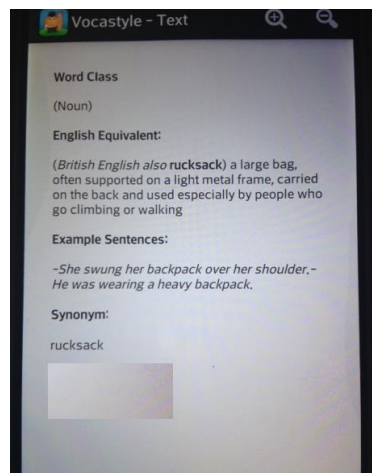 Vocastyle – Text
Word Class
(Noun)
English Equivalent:
(British English also rucksack) a large bag,
often supported on a light metal frame, carried
on the back and used especially by people who
go climbing or walking
Example Sentences:
–She swung her backpack over her shoulder.–
He was wearing a heavy backpack.
Synonym:
rucksack